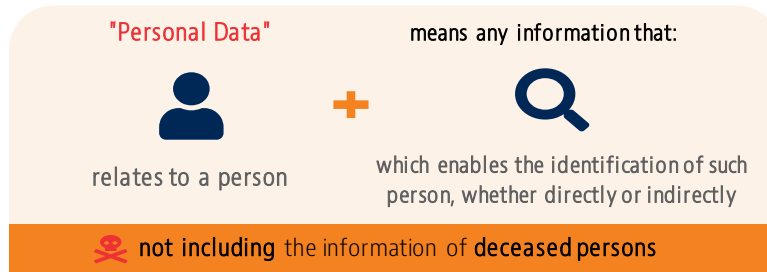 "Personal Data" means any information that:
relates to a person
which enables the identification of such
person, whether directly or indirectly
not including the information of deceased persons